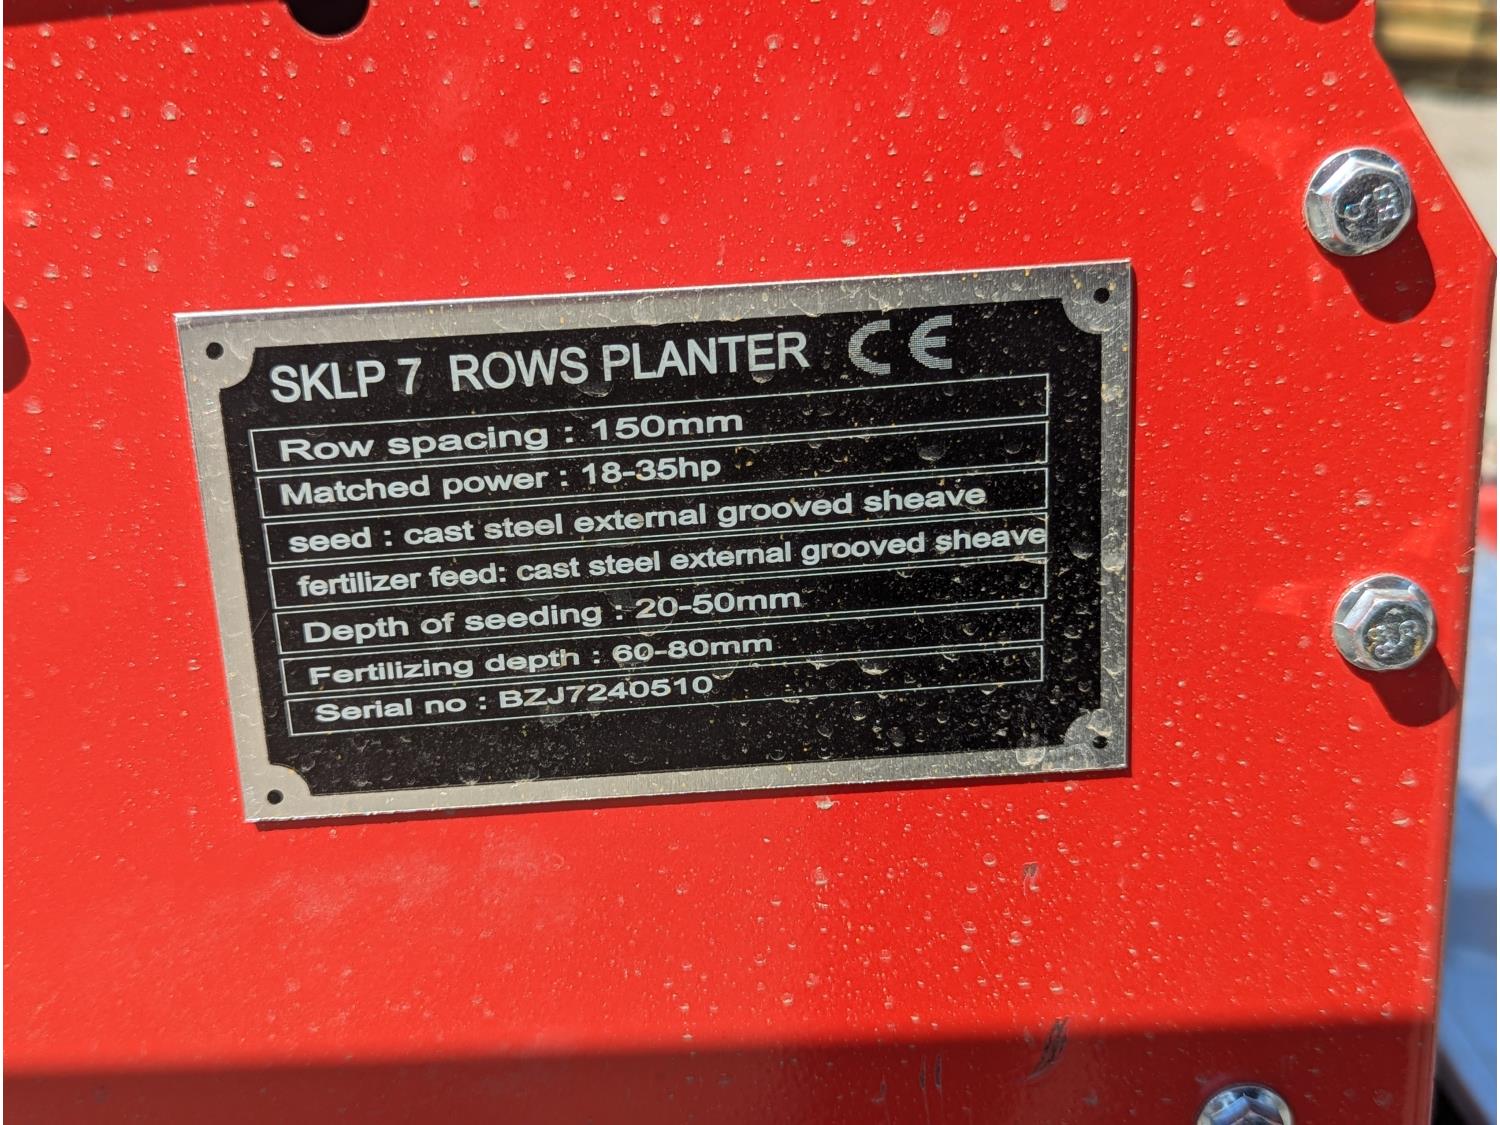 SKLP 7 ROWS PLANTER CE
Row spacing : 150mm
Matched power : 18-35hp
seed : cast steel external grooved sheave
fertilizer feed: cast steel external grooved sheave
Depth of seeding : 20-50mm
Fertilizing depth : 60-80mm
Serial no : BZJ7240510